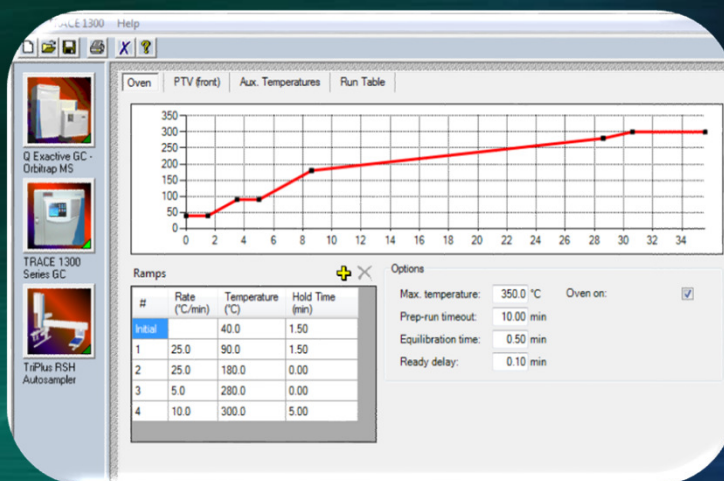 TRACE 1300 Help
Oven PTV (front) Aux. Temperatures Run Table
350
300
250
200
150
100
50
0
0 2 4 6 8 10 12 14 16 18 20 22 24 26 28 30 32 34
Q Exactive GC -
Orbitrap MS
TRACE 1300
Series GC
TriPlus RSH
Autosampler
Ramps
# Rate (°C/min) Temperature (°C) Hold Time (min)
Initial 40.0 1.50
1 25.0 90.0 1.50
2 25.0 180.0 0.00
3 5.0 280.0 0.00
4 10.0 300.0 5.00
Options
Max. temperature: 350.0 °C Oven on:
Prep-run timeout: 10.00 min
Equilibration time: 0.50 min
Ready delay: 0.10 min